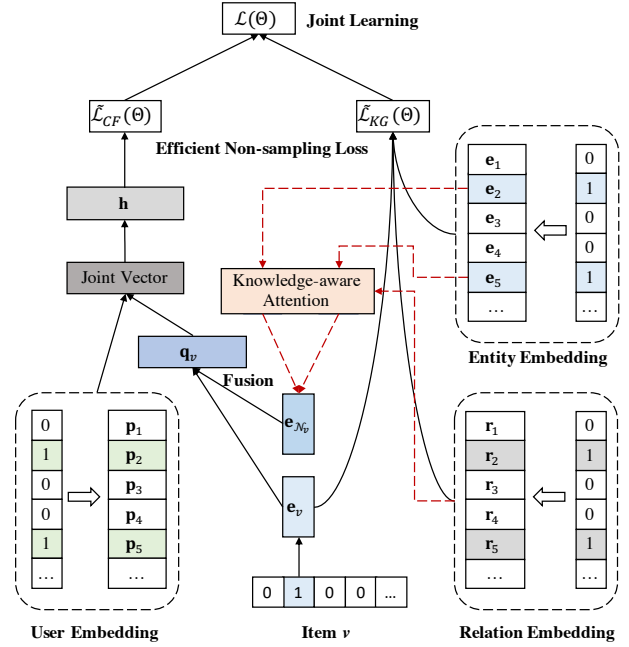 ℒ(Θ)
Joint Learning
ℒ̃_CF(Θ)
ℒ̃_KG(Θ)
Efficient Non-sampling Loss
h
Joint Vector
Knowledge-aware
Attention
q_v
Fusion
e_𝒩_v
e_v
0 1 0 0 ...
Item v
0
1
0
0
1
...
p_1
p_2
p_3
p_4
p_5
...
User Embedding
e_1
e_2
e_3
e_4
e_5
...
0
1
0
0
1
...
Entity Embedding
r_1
r_2
r_3
r_4
r_5
...
0
1
0
0
1
...
Relation Embedding